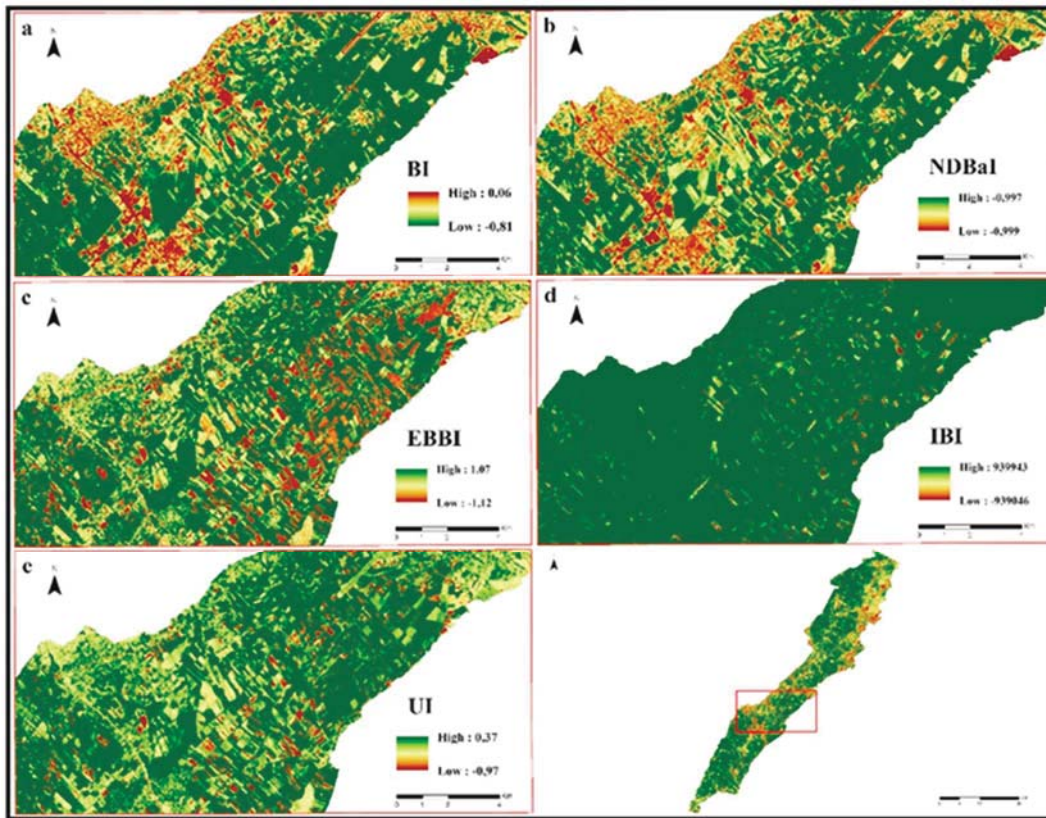 a
BI
High : 0,06
Low : -0,81
b
NDBaI
High : -0,997
Low : -0,999
c
EBBI
High : 1,07
Low : -1,12
d
IBI
High : 939943
Low : -939046
e
UI
High : 0,37
Low : -0,97